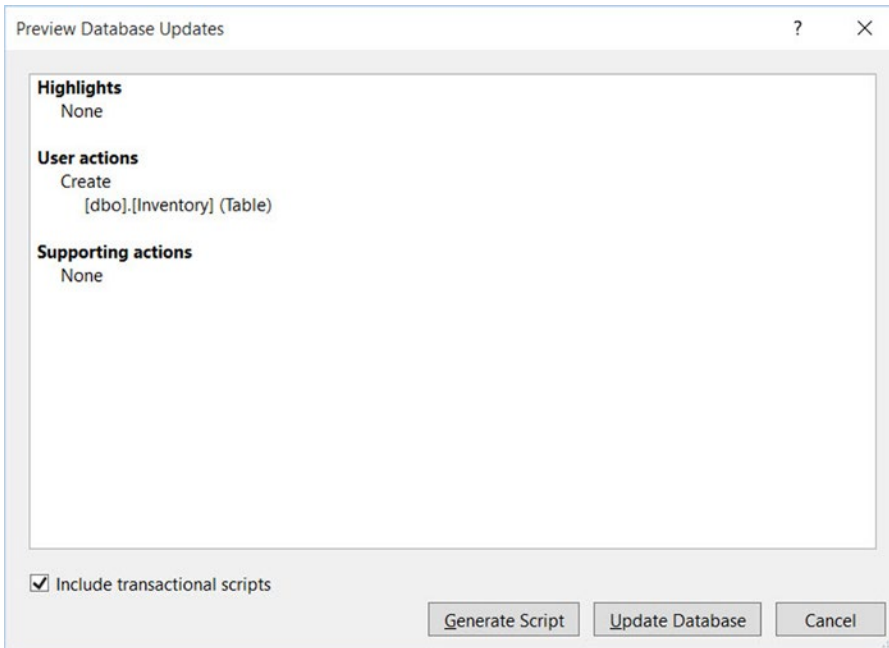 Preview Database Updates ?
Highlights
None
User actions
Create
[dbo].[Inventory] (Table)
Supporting actions
None
Include transactional scripts
Generate Script Update Database Cancel